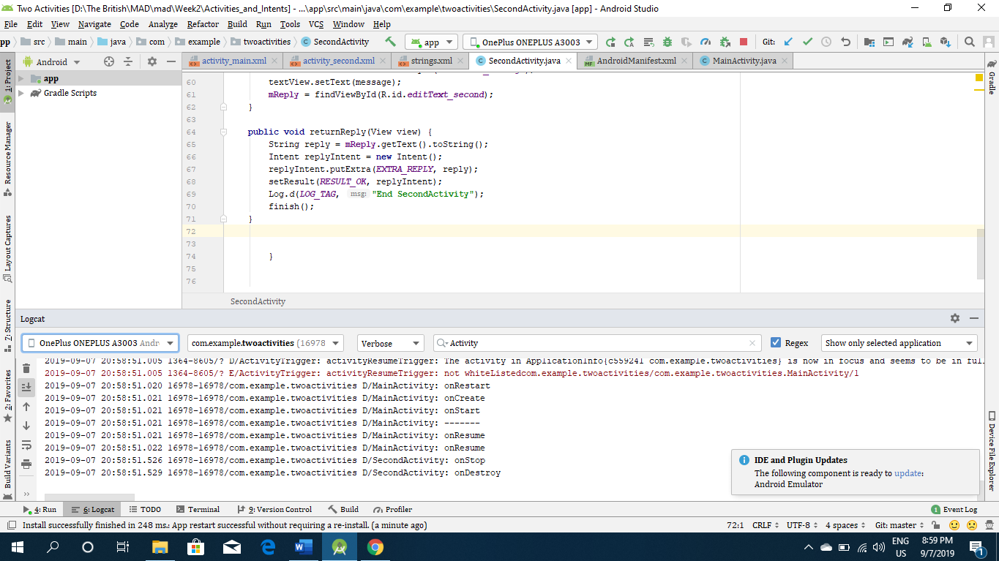 Two Activities [D:\The British\MAD\mad\Week2\Activities_and_Intents] - ...\app\src\main\java\com\example\twoactivities\SecondActivity.java [app] - Android Studio
File Edit View Navigate Code Analyze Refactor Build Run Tools VCS Window Help
pp src main java com example twoactivities SecondActivity app OnePlus ONEPLUS A3003 Git:
1: Project
Resource Manager
Layout Captures
7: Structure
2: Favorites
Build Variants
Android
app
Gradle Scripts
activity_main.xml activity_second.xml strings.xml SecondActivity.java AndroidManifest.xml MainActivity.java
60 textView.setText(message);
61 mReply = findViewById(R.id.editText_second);
62 }
63
64 public void returnReply(View view) {
65 String reply = mReply.getText().toString();
66 Intent replyIntent = new Intent();
67 replyIntent.putExtra(EXTRA_REPLY, reply);
68 setResult(RESULT_OK, replyIntent);
69 Log.d(LOG_TAG, msg: "End SecondActivity");
70 finish();
71 }
72
73
74 }
75
76
SecondActivity
Gradle
Device File Explorer
Logcat
OnePlus ONEPLUS A3003 Andr com.example.twoactivities (16978 Verbose Activity Regex Show only selected application
2019-09-07 20:58:51.005 1364-8605/? D/ActivityTrigger: activityResumeTrigger: The activity in ApplicationInfo{c559241 com.example.twoactivities} is now in focus and seems to be in ful
2019-09-07 20:58:51.005 1364-8605/? E/ActivityTrigger: activityResumeTrigger: not whiteListedcom.example.twoactivities/com.example.twoactivities.MainActivity/1
2019-09-07 20:58:51.020 16978-16978/com.example.twoactivities D/MainActivity: onRestart
2019-09-07 20:58:51.021 16978-16978/com.example.twoactivities D/MainActivity: onCreate
2019-09-07 20:58:51.021 16978-16978/com.example.twoactivities D/MainActivity: onStart
2019-09-07 20:58:51.021 16978-16978/com.example.twoactivities D/MainActivity: -------
2019-09-07 20:58:51.021 16978-16978/com.example.twoactivities D/MainActivity: onResume
2019-09-07 20:58:51.022 16978-16978/com.example.twoactivities D/MainActivity: onResume
2019-09-07 20:58:51.526 16978-16978/com.example.twoactivities D/SecondActivity: onStop
2019-09-07 20:58:51.529 16978-16978/com.example.twoactivities D/SecondActivity: onDestroy
IDE and Plugin Updates
The following component is ready to update:
Android Emulator
4: Run 6: Logcat TODO Terminal 9: Version Control Build Profiler 1 Event Log
Install successfully finished in 248 ms.: App restart successful without requiring a re-install. (a minute ago) 72:1 CRLF UTF-8 4 spaces Git: master
ENG
US
8:59 PM
9/7/2019
1